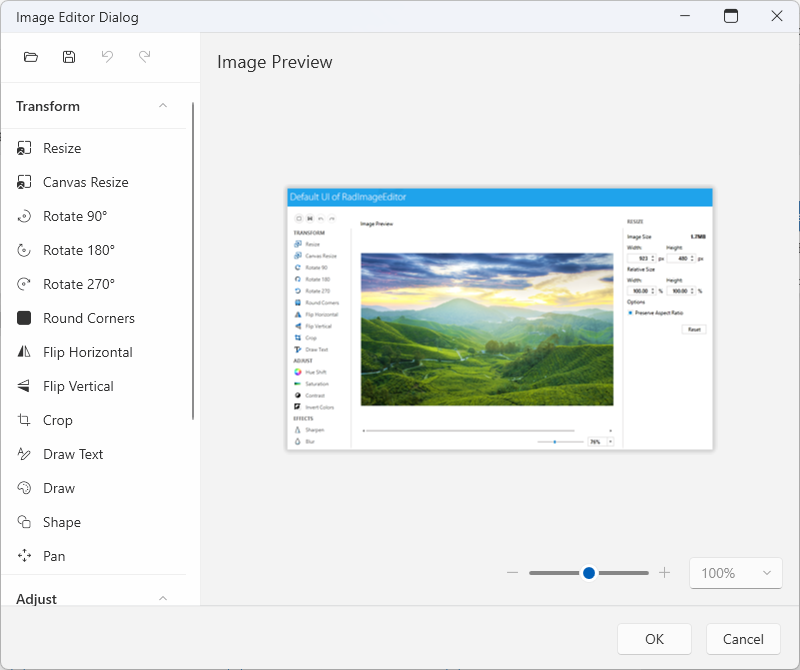 Image Editor Dialog
Image Preview
Transform
Resize
Canvas Resize
Rotate 90°
Rotate 180°
Rotate 270°
Round Corners
Flip Horizontal
Flip Vertical
Crop
Draw Text
Draw
Shape
Pan
Adjust
Default UI of RadImageEditor
Image Preview
TRANSFORM
Resize
Canvas Resize
Rotate 90
Rotate 180
Rotate 270
Round Corners
Flip Horizontal
Flip Vertical
Crop
Draw Text
ADJUST
Hue Shift
Saturation
Contrast
Invert Colors
EFFECTS
Sharpen
Blur
76%
RESIZE
Image Size 1.7MB
Width: Height:
923 px 480 px
Relative Size
Width: Height:
100.00 % 100.00 %
Options
Preserve Aspect Ratio
Reset
100%
OK Cancel